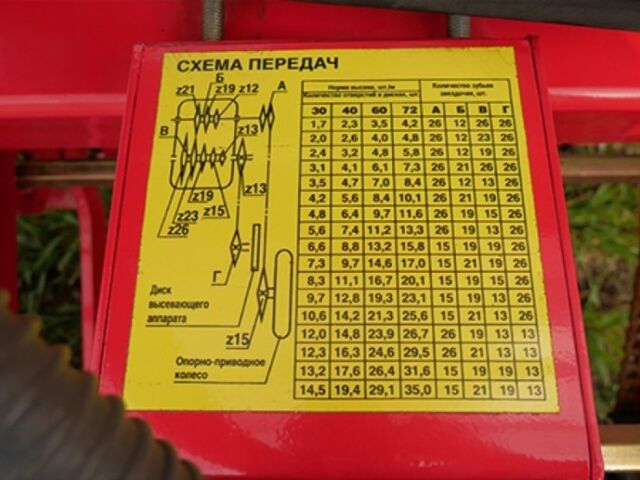 СХЕМА ПЕРЕДАЧ
Б
z21 z19 z12 А
В z13
z19 z13
z23 z15
z26
Г
Диск
высевающего
аппарата
z15
Опорно-приводное
колесо
Норма высева, шт./м Количество зубьев
Количество отверстий в дисках, шт. звездочек, шт.
30 40 60 72 А Б В Г
1,7 2,3 3,5 4,2 26 12 26 26
2,0 2,6 4,0 4,8 26 12 23 26
2,4 3,2 4,8 5,8 26 12 19 26
3,1 4,1 6,1 7,3 26 21 26 26
3,5 4,7 7,0 8,4 26 12 13 26
4,2 5,6 8,4 10,1 26 21 19 26
4,8 6,4 9,7 11,6 26 19 15 26
5,6 7,4 11,2 13,3 26 19 13 26
6,6 8,8 13,2 15,8 15 19 19 26
7,3 9,7 14,6 17,0 15 21 19 26
8,3 11,1 16,7 20,1 15 19 15 26
9,7 12,8 19,3 23,1 15 19 13 26
10,6 14,2 21,3 25,6 15 21 13 26
12,0 14,8 23,9 26,7 26 19 13 13
12,3 16,3 24,6 29,5 26 21 13 13
13,2 17,6 26,4 31,6 15 19 19 13
14,5 19,4 29,1 35,0 15 21 19 13